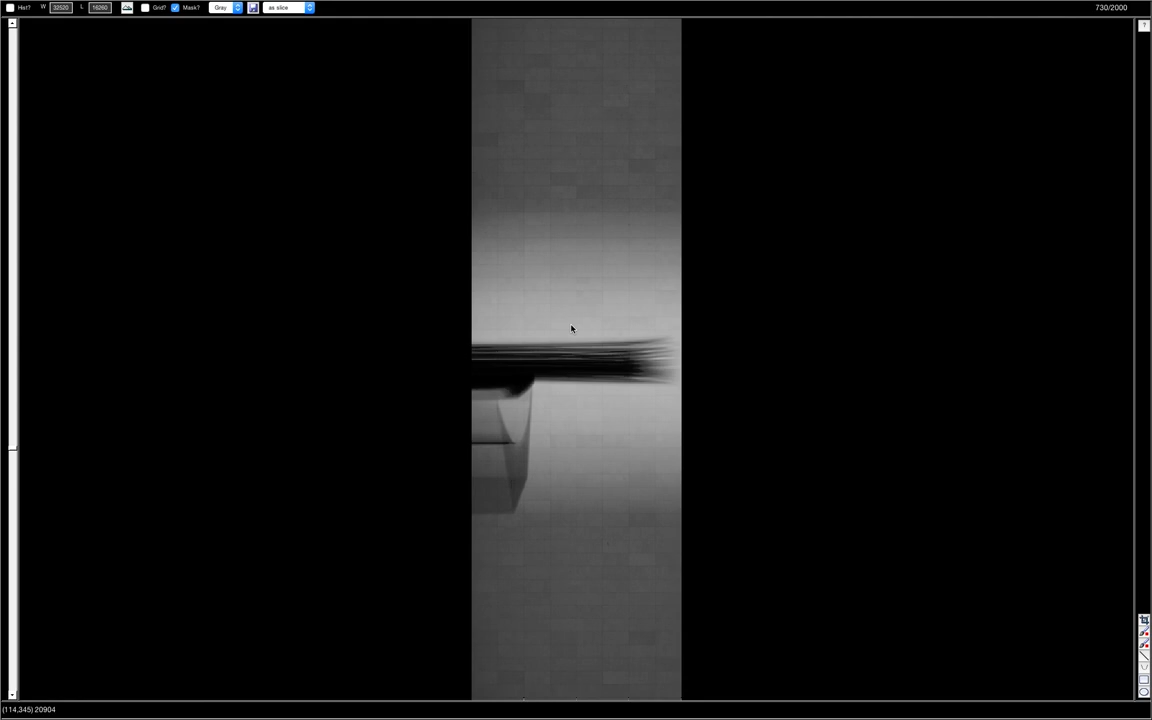 Hist? W 32520 L 16260 Grid? Mask? Gray as slice 730/2000
?
(114,345) 20904